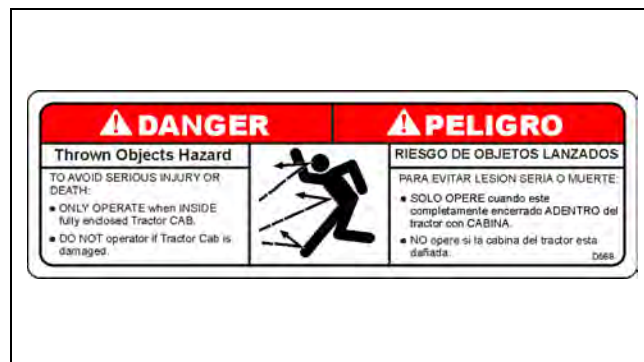 DANGER
Thrown Objects Hazard
TO AVOID SERIOUS INJURY OR
DEATH:
• ONLY OPERATE when INSIDE
fully enclosed Tractor CAB.
• DO NOT operator if Tractor Cab is
damaged.
PELIGRO
RIESGO DE OBJETOS LANZADOS
PARA EVITAR LESION SERIA O MUERTE:
• SOLO OPERE cuando este
completamente encerrado ADENTRO del
tractor con CABINA.
• NO opere si la cabina del tractor esta
dañada.
D569